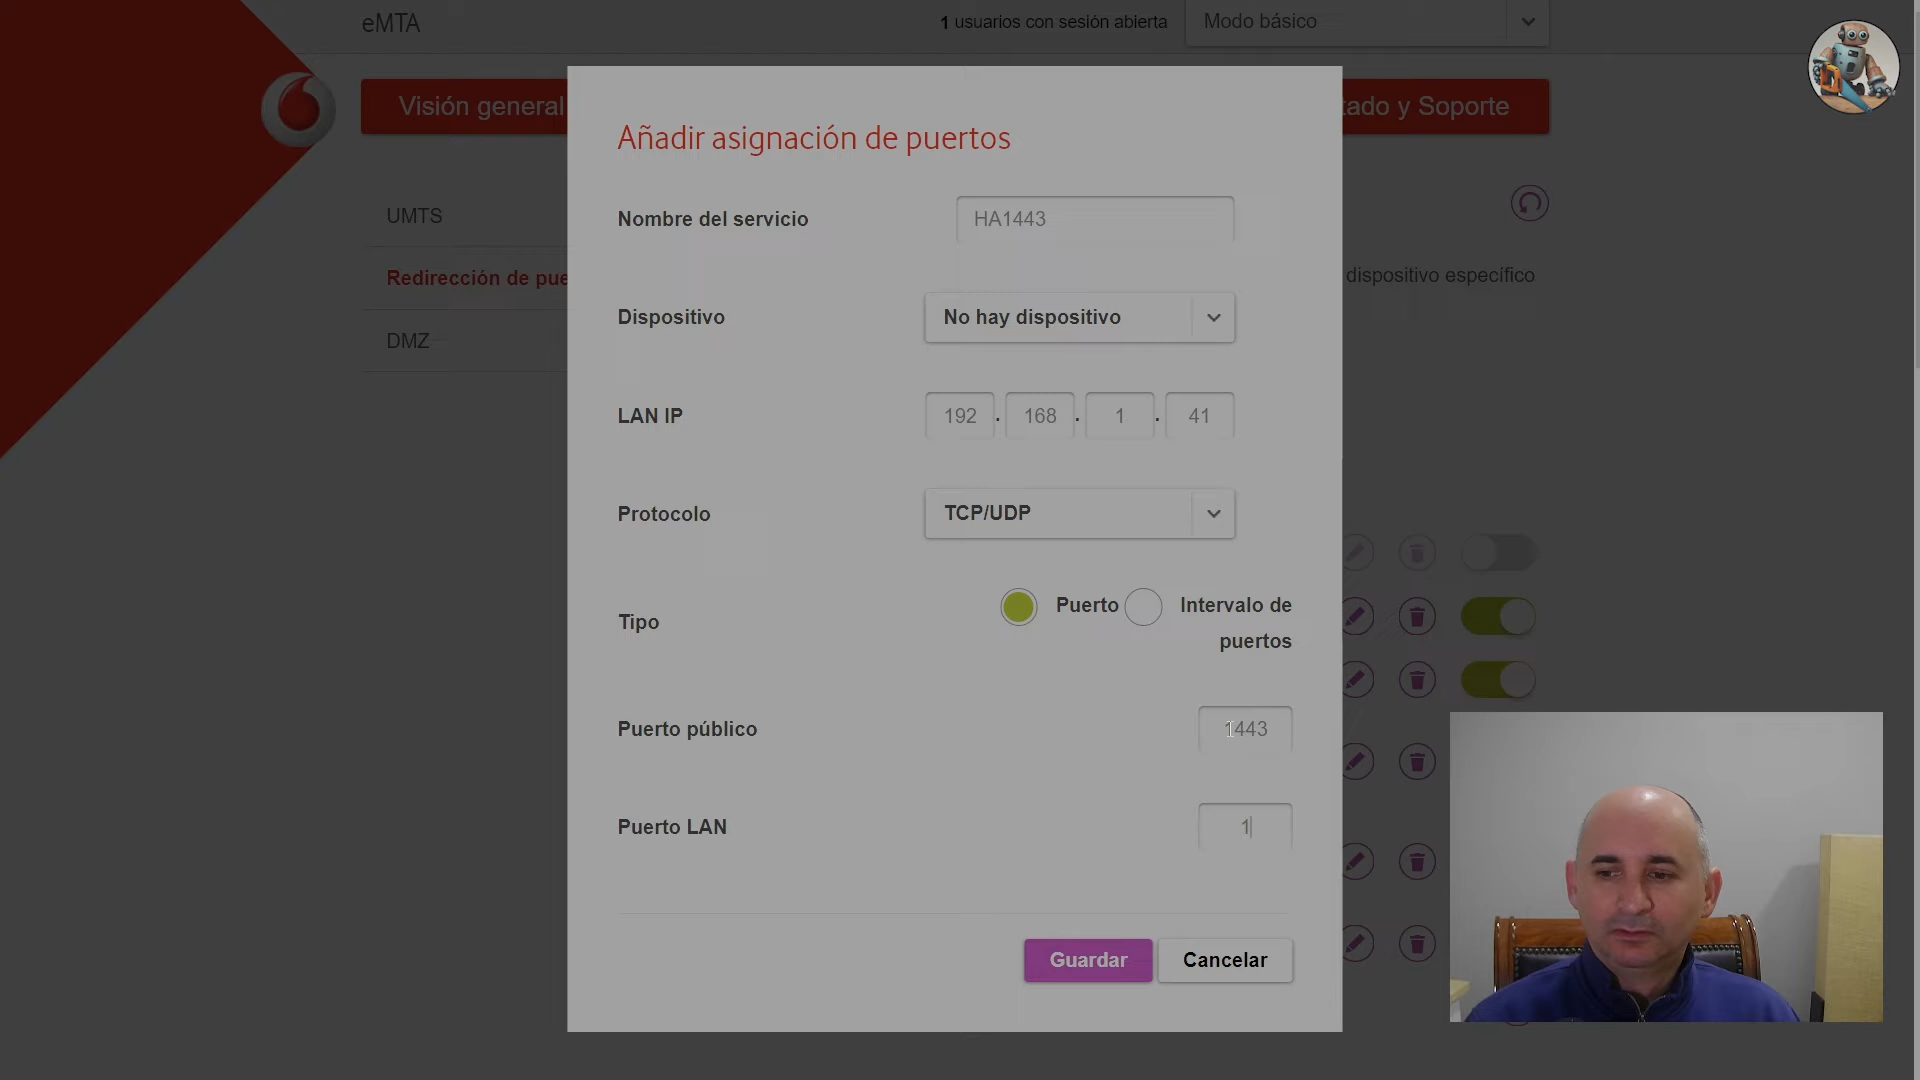 eMTA
1 usuarios con sesión abierta
Modo básico
Visión general
tado y Soporte
Añadir asignación de puertos
UMTS
Nombre del servicio
HA1443
Redirección de pue
dispositivo específico
Dispositivo
No hay dispositivo
DMZ
LAN IP
192 . 168 . 1 . 41
Protocolo
TCP/UDP
Tipo
Puerto
Intervalo de
puertos
Puerto público
1443
Puerto LAN
1
Guardar
Cancelar